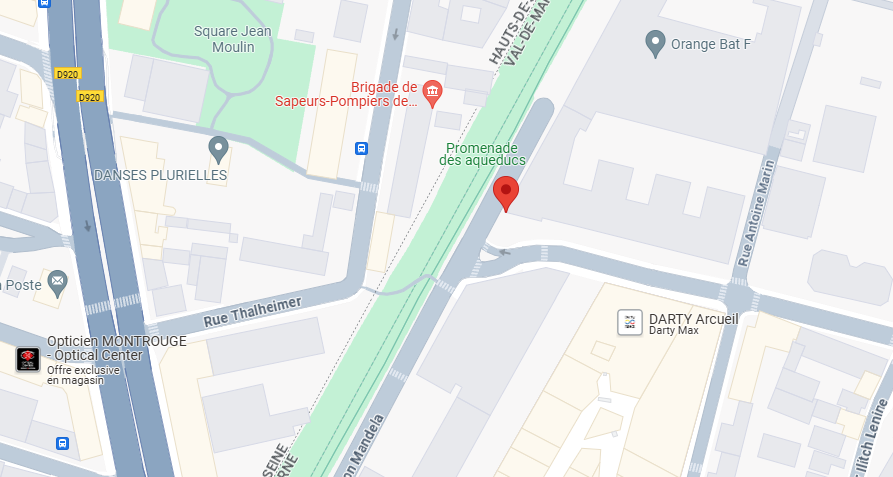 D920
D920
Square Jean
Moulin
HAUTS-DE-S
VAL-DE-MAR
Orange Bat F
Brigade de
Sapeurs-Pompiers de...
Promenade
des aqueducs
DANSES PLURIELLES
Rue Antoine Marin
Poste
Rue Thalheimer
DARTY Arcueil
Darty Max
Opticien MONTROUGE
- Optical Center
Offre exclusive
en magasin
on Mandela
SEINE
RNE
llitch Lenine